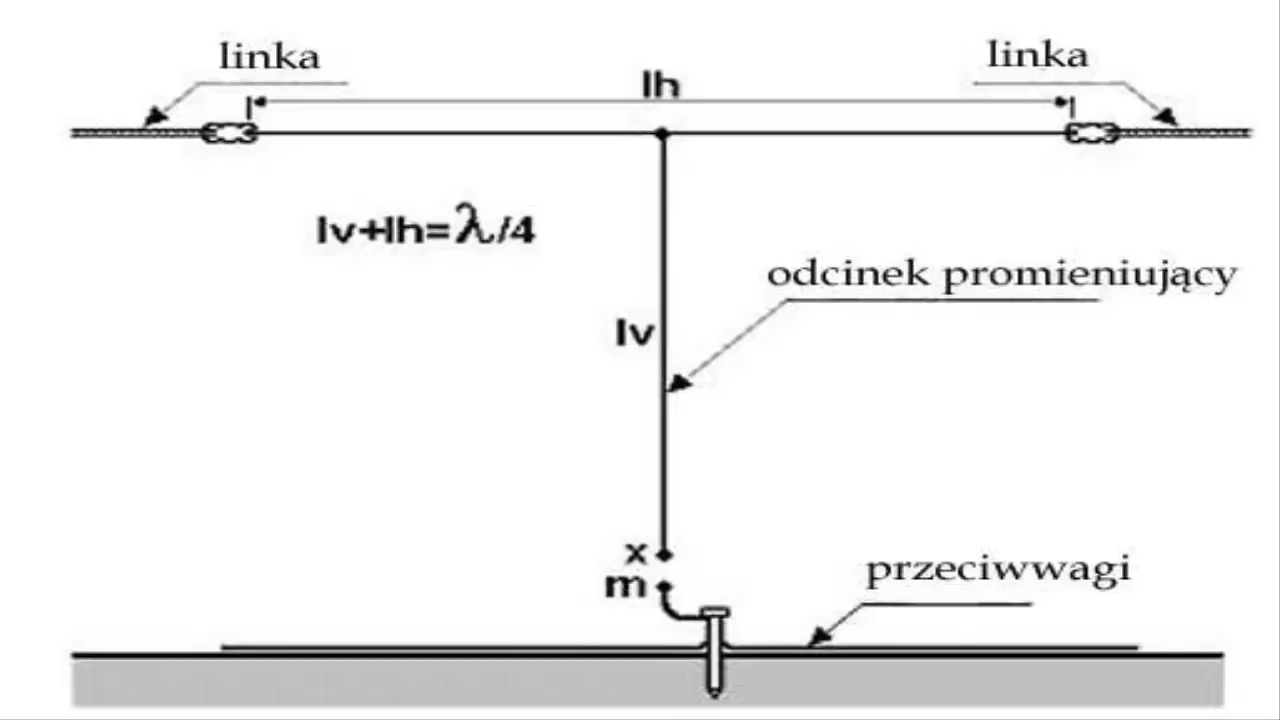 linka
linka
lh
lv+lh=λ/4
odcinek promieniujący
lv
x
m
przeciwwagi